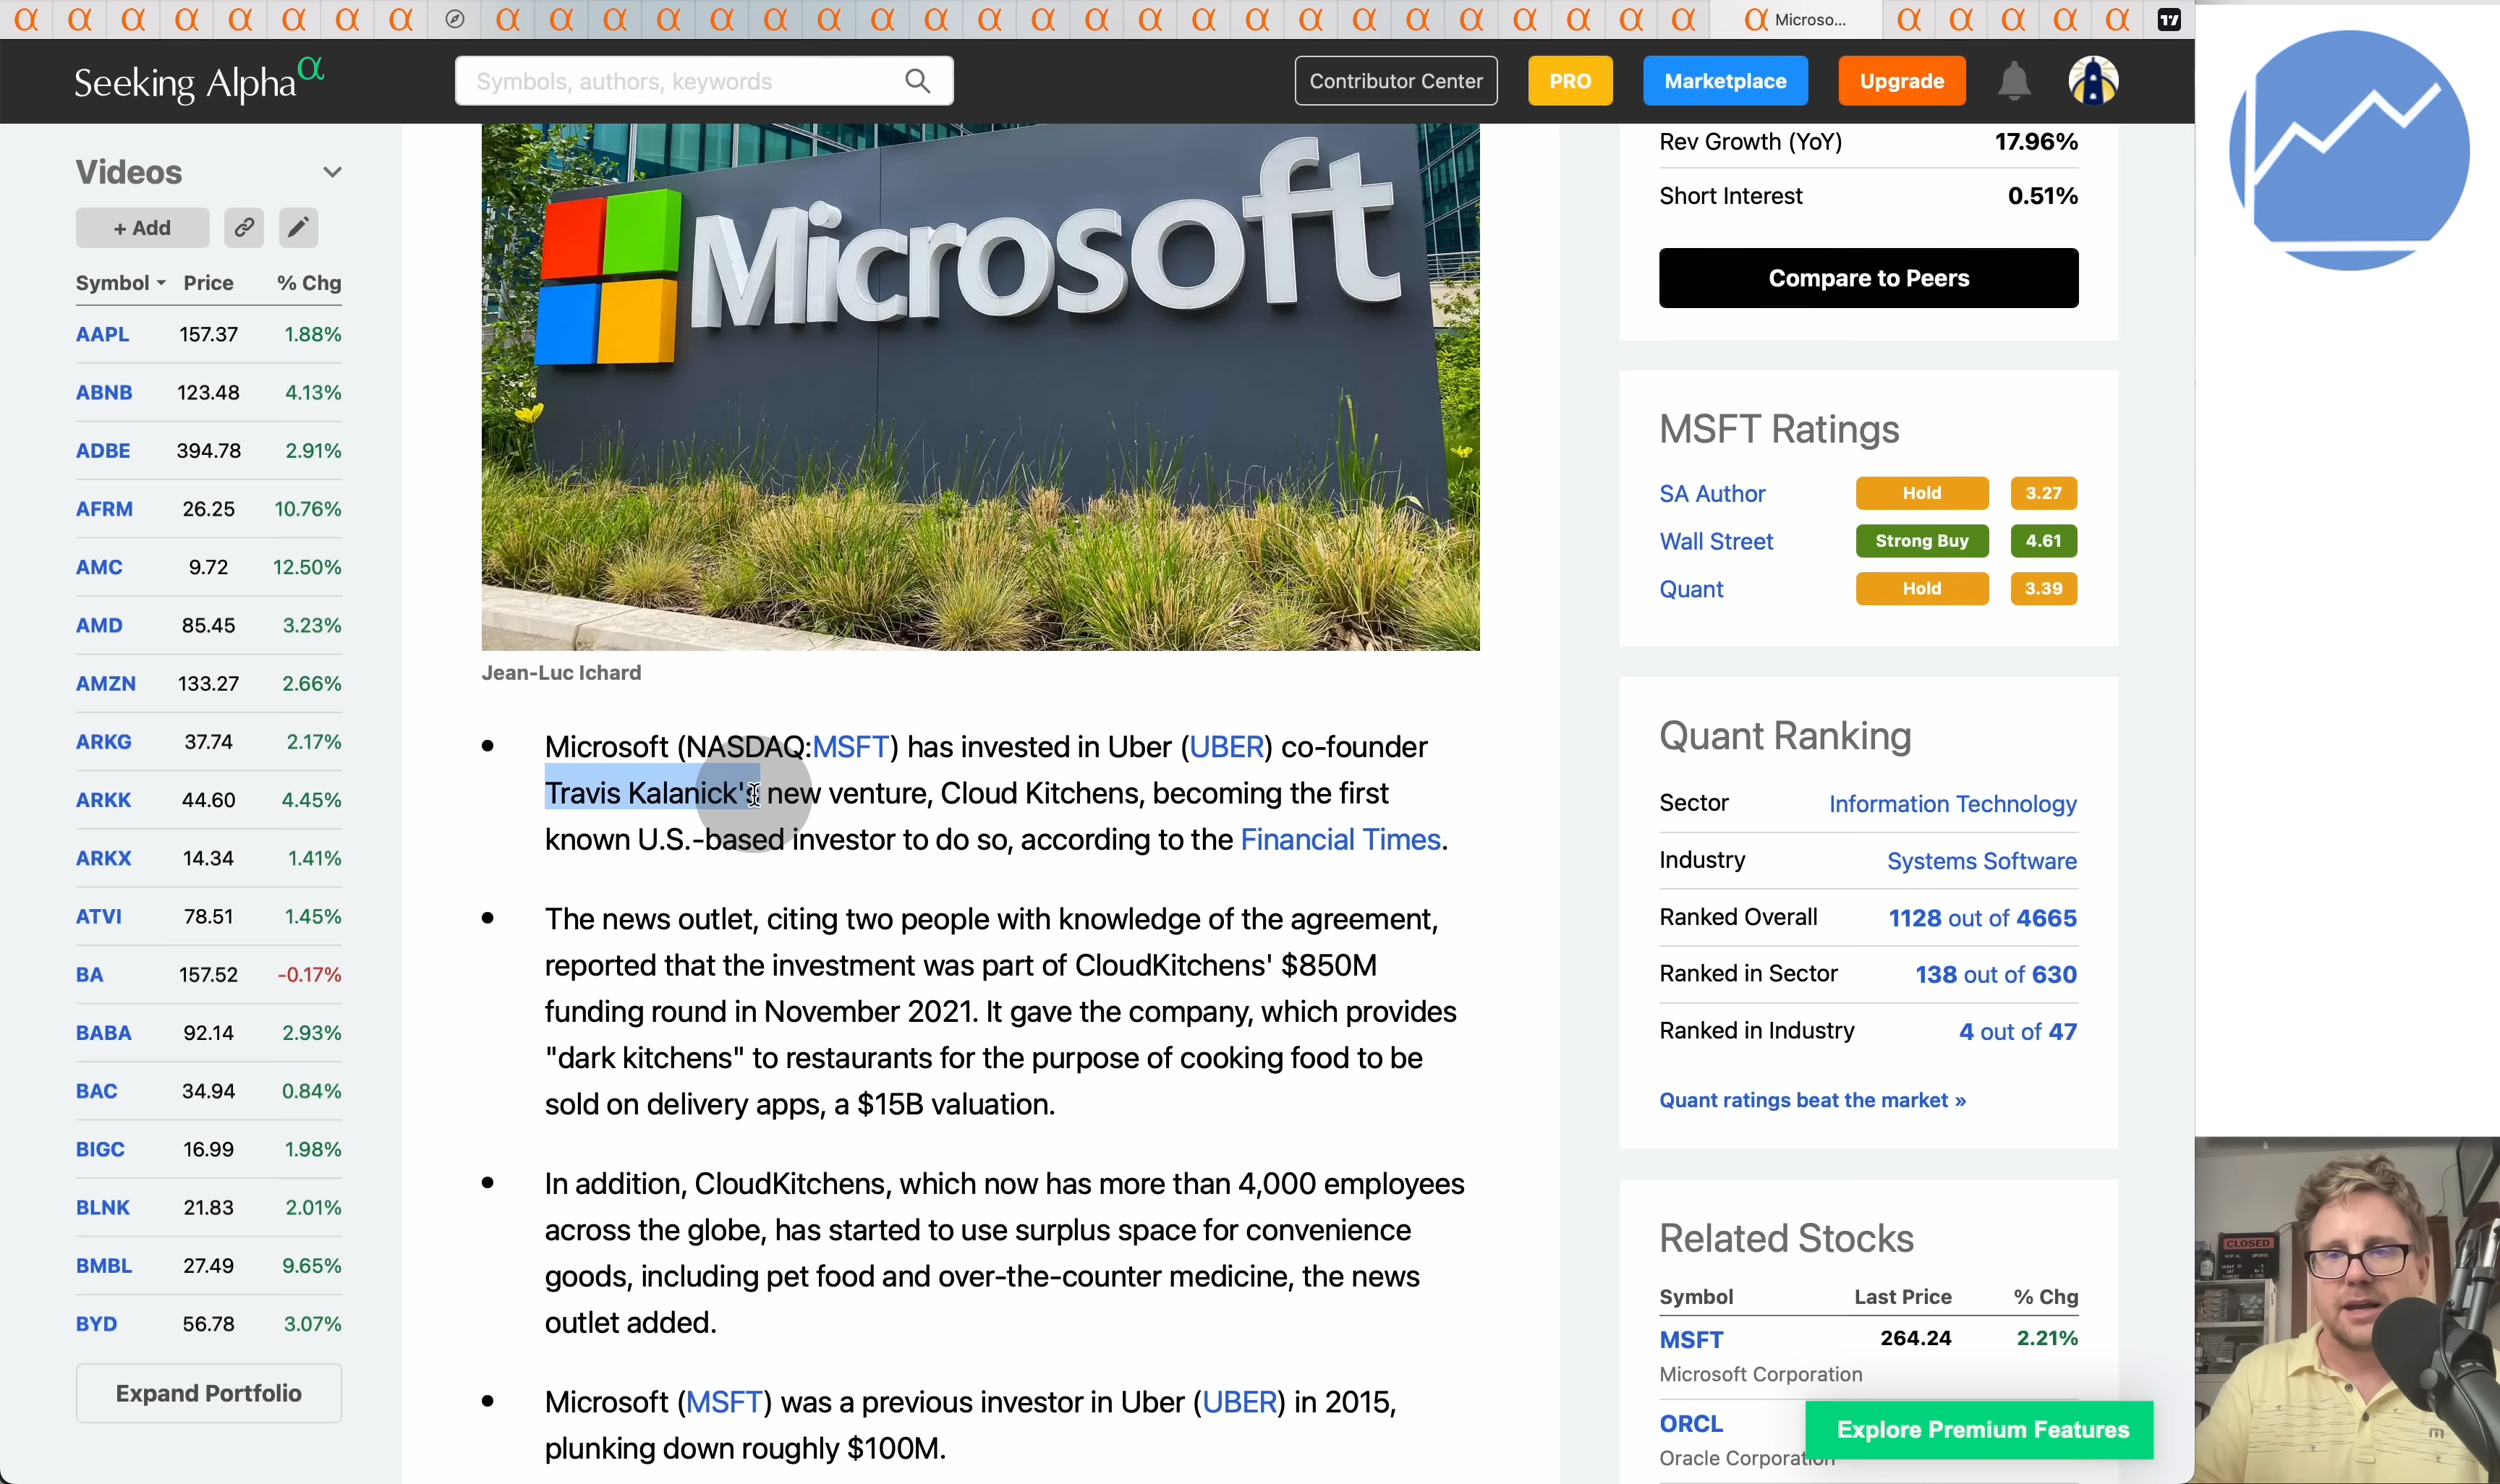 Microso...
Seeking Alpha α
Symbols, authors, keywords
Contributor Center
PRO
Marketplace
Upgrade
Videos
+ Add
Symbol Price % Chg
AAPL 157.37 1.88%
ABNB 123.48 4.13%
ADBE 394.78 2.91%
AFRM 26.25 10.76%
AMC 9.72 12.50%
AMD 85.45 3.23%
AMZN 133.27 2.66%
ARKG 37.74 2.17%
ARKK 44.60 4.45%
ARKX 14.34 1.41%
ATVI 78.51 1.45%
BA 157.52 -0.17%
BABA 92.14 2.93%
BAC 34.94 0.84%
BIGC 16.99 1.98%
BLNK 21.83 2.01%
BMBL 27.49 9.65%
BYD 56.78 3.07%
Expand Portfolio
Microsoft
Jean-Luc Ichard
• Microsoft (NASDAQ:MSFT) has invested in Uber (UBER) co-founder
Travis Kalanick's new venture, Cloud Kitchens, becoming the first
known U.S.-based investor to do so, according to the Financial Times.
• The news outlet, citing two people with knowledge of the agreement,
reported that the investment was part of CloudKitchens' $850M
funding round in November 2021. It gave the company, which provides
"dark kitchens" to restaurants for the purpose of cooking food to be
sold on delivery apps, a $15B valuation.
• In addition, CloudKitchens, which now has more than 4,000 employees
across the globe, has started to use surplus space for convenience
goods, including pet food and over-the-counter medicine, the news
outlet added.
• Microsoft (MSFT) was a previous investor in Uber (UBER) in 2015,
plunking down roughly $100M.
Rev Growth (YoY) 17.96%
Short Interest 0.51%
Compare to Peers
MSFT Ratings
SA Author Hold 3.27
Wall Street Strong Buy 4.61
Quant Hold 3.39
Quant Ranking
Sector Information Technology
Industry Systems Software
Ranked Overall 1128 out of 4665
Ranked in Sector 138 out of 630
Ranked in Industry 4 out of 47
Quant ratings beat the market »
Related Stocks
Symbol Last Price % Chg
MSFT 264.24 2.21%
Microsoft Corporation
ORCL
Oracle Corporation
Explore Premium Features
CLOSED